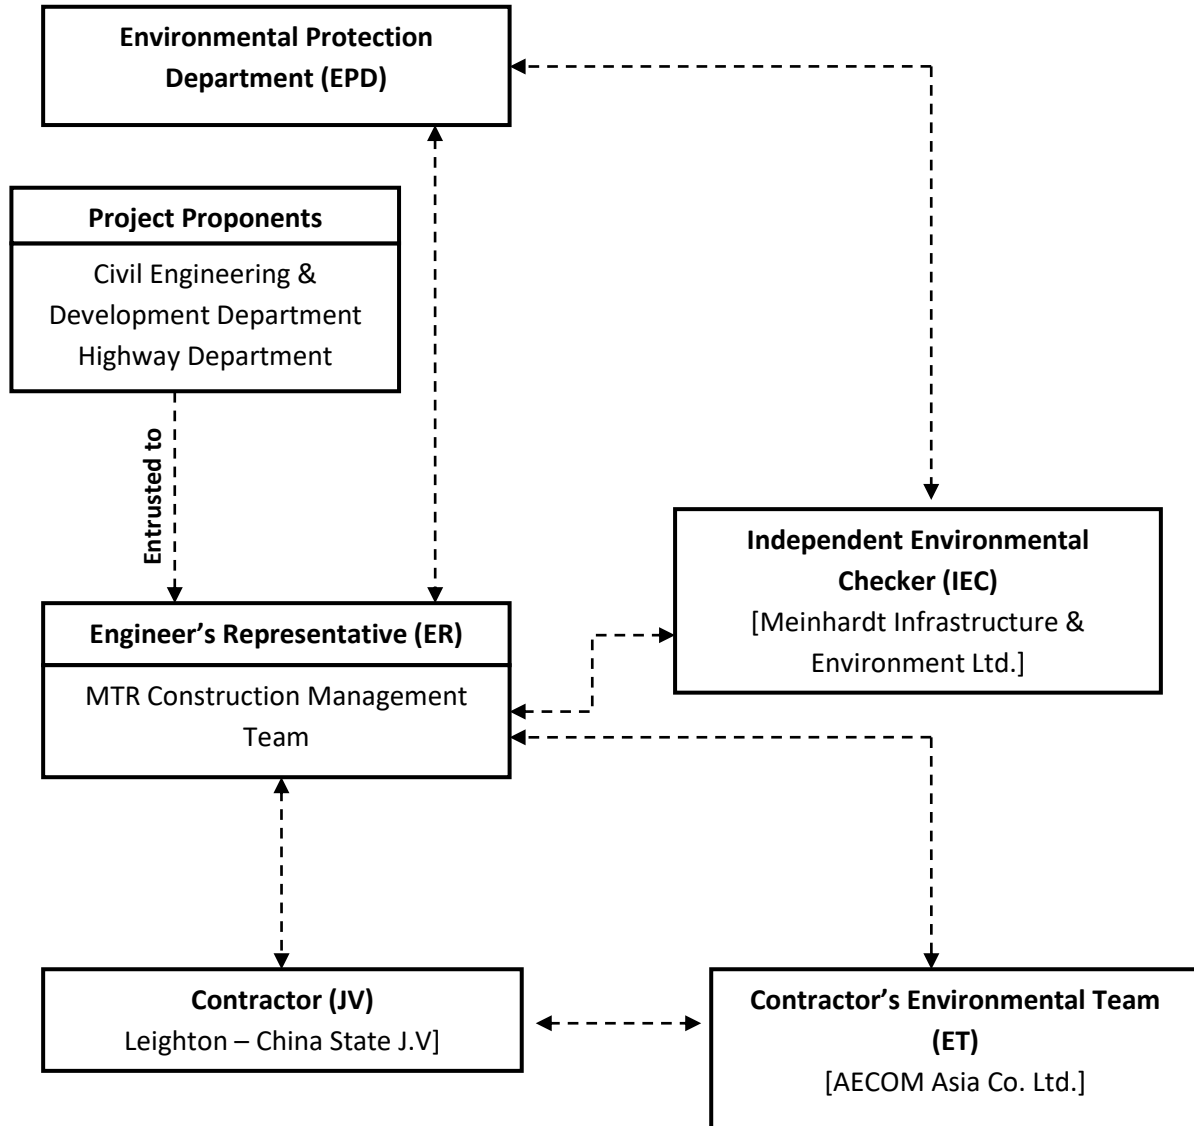 Environmental Protection
Department (EPD)
Project Proponents
Civil Engineering &
Development Department
Highway Department
Entrusted to
Independent Environmental
Checker (IEC)
[Meinhardt Infrastructure &
Environment Ltd.]
Engineer’s Representative (ER)
MTR Construction Management
Team
Contractor (JV)
Leighton – China State J.V]
Contractor’s Environmental Team
(ET)
[AECOM Asia Co. Ltd.]